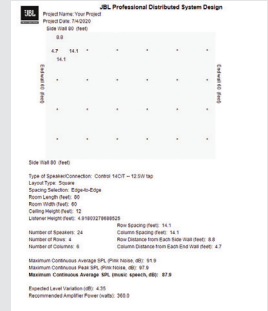 JBL Professional Distributed System Design
JBL
Project Name: Your Project
Project Date: 7/4/2020
Side Wall 80 (feet)
8.8
4.7 14.1
14.1
Endwall 60 (feet)
Endwall 60 (feet)
Side Wall 80 (feet)
Type of Speaker/Connection: Control 14C/T -- 12.5W tap
Layout Type: Square
Spacing Selection: Edge-to-Edge
Room Length (feet): 80
Room Width (feet): 60
Ceiling Height (feet): 12
Listener Height (feet):
Row Spacing (feet): 14.1
Number of Speakers: 24 Column Spacing (feet): 14.1
Number of Rows: 4 Row Distance from Each Side Wall (feet): 8.8
Number of Columns: 6 Column Distance from Each End Wall (feet): 4.7
Maximum Continuous Average SPL (Pink Noise, dB): 91.9
Maximum Continuous Peak SPL (Pink Noise, dB): 97.9
Maximum Continuous Average SPL (music/speech, dB): 87.9
Expected Level Variation (dB): 4.35
Recommended Amplifier Power (watts): 360.0